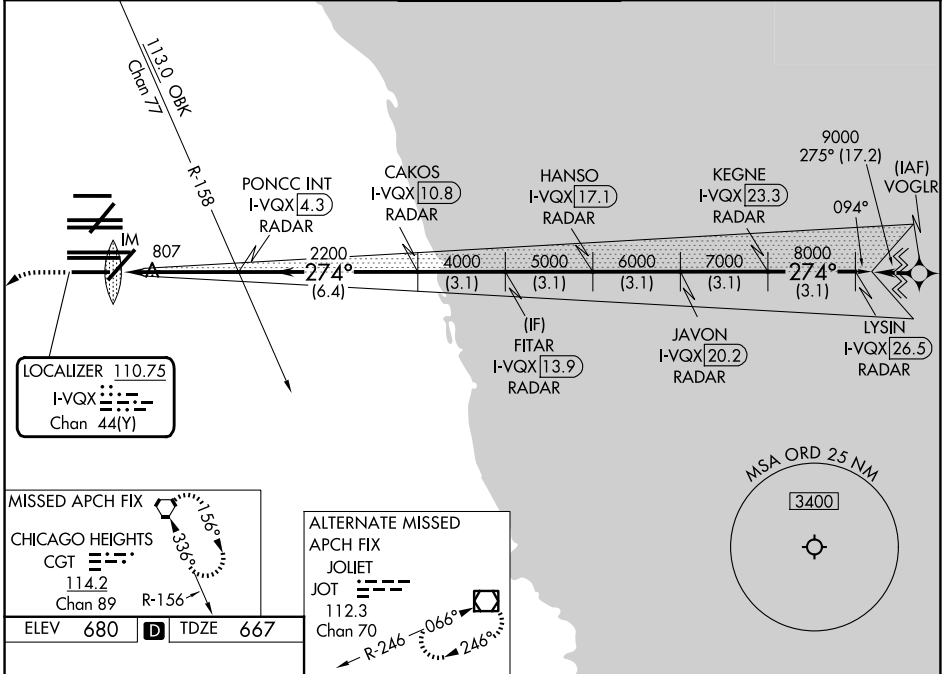 113.0 OBK
Chan 77
R-158
PONCC INT
I-VQX 4.3
RADAR
CAKOS
I-VQX 10.8
RADAR
HANSO
I-VQX 17.1
RADAR
KEGNE
I-VQX 23.3
RADAR
9000
275° (17.2)
(IAF)
VOGLR
094°
IM
807
2200
274°
(6.4)
4000
(3.1)
5000
(3.1)
6000
(3.1)
7000
(3.1)
8000
274°
(3.1)
(IF)
FITAR
I-VQX 13.9
RADAR
JAVON
I-VQX 20.2
RADAR
LYSIN
I-VQX 26.5
RADAR
LOCALIZER 110.75
I-VQX
Chan 44(Y)
MSA ORD 25 NM
3400
MISSED APCH FIX
CHICAGO HEIGHTS
CGT
114.2
Chan 89
R-156
336°
156°
ALTERNATE MISSED
APCH FIX
JOLIET
JOT
112.3
Chan 70
R-246
066°
246°
ELEV 680 D TDZE 667